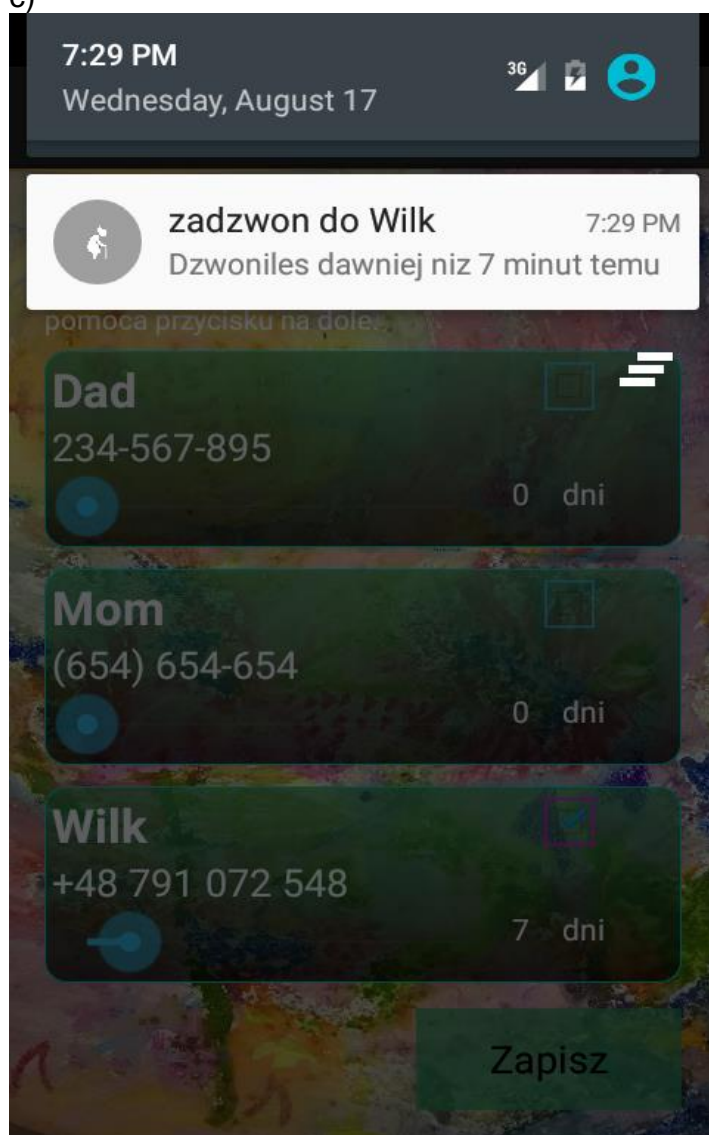 c)
7:29 PM
Wednesday, August 17
3G
zadzwon do Wilk 7:29 PM
Dzwoniles dawniej niz 7 minut temu
pomoca przycisku na dole.
Dad
234-567-895
0 dni
Mom
(654) 654-654
0 dni
Wilk
+48 791 072 548
7 dni
Zapisz